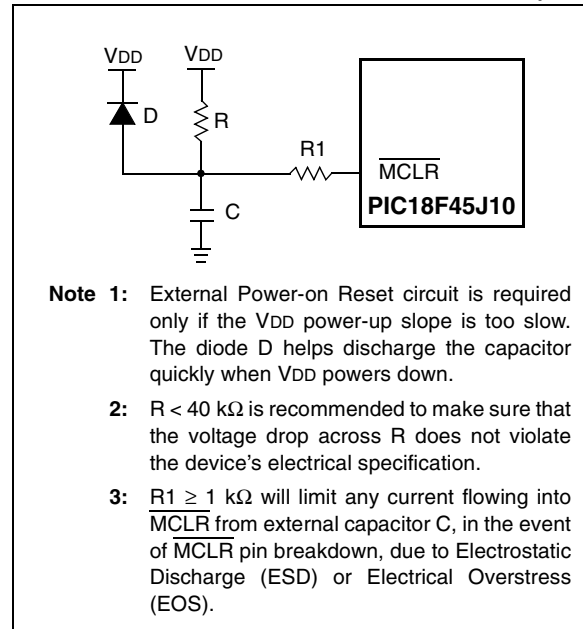 VDD VDD
D
R
R1
MCLR
C
PIC18F45J10
Note 1: External Power-on Reset circuit is required
only if the VDD power-up slope is too slow.
The diode D helps discharge the capacitor
quickly when VDD powers down.
2: R < 40 kΩ is recommended to make sure that
the voltage drop across R does not violate
the device's electrical specification.
3: R1 ≥ 1 kΩ will limit any current flowing into
MCLR from external capacitor C, in the event
of MCLR pin breakdown, due to Electrostatic
Discharge (ESD) or Electrical Overstress
(EOS).